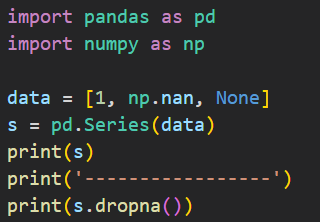 import pandas as pd
import numpy as np
data = [1, np.nan, None]
s = pd.Series(data)
print(s)
print('-----------------')
print(s.dropna())